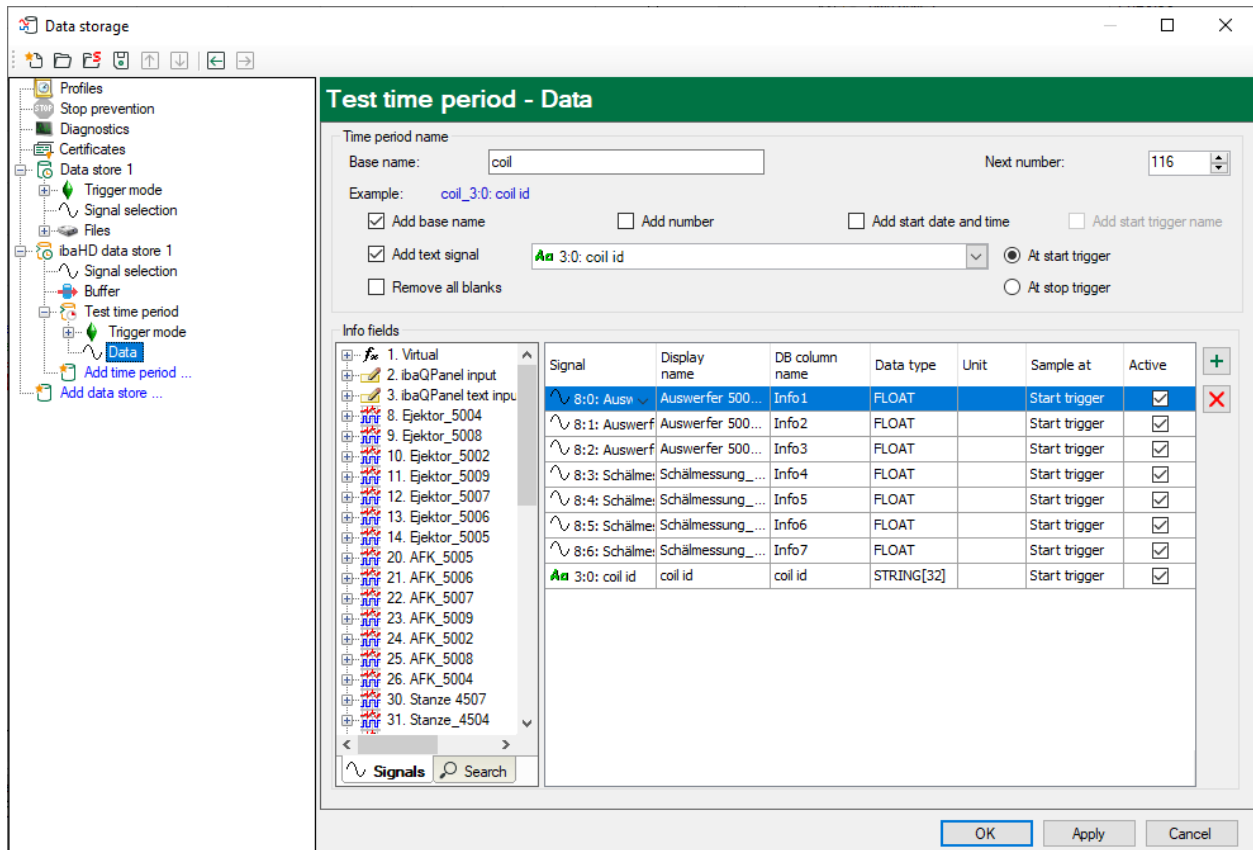 Data storage
Profiles
Stop prevention
Diagnostics
Certificates
Data store 1
Trigger mode
Signal selection
Files
ibaHD data store 1
Signal selection
Buffer
Test time period
Trigger mode
Data
Add time period ...
Add data store ...
Test time period - Data
Time period name
Base name: coil Next number: 116
Example: coil_3:0: coil id
Add base name Add number Add start date and time Add start trigger name
Add text signal Aa 3:0: coil id At start trigger
Remove all blanks At stop trigger
Info fields
fx 1. Virtual
2. ibaQPanel input
3. ibaQPanel text inpu
8. Ejektor_5004
9. Ejektor_5008
10. Ejektor_5002
11. Ejektor_5009
12. Ejektor_5007
13. Ejektor_5006
14. Ejektor_5005
20. AFK_5005
21. AFK_5006
22. AFK_5007
23. AFK_5009
24. AFK_5002
25. AFK_5008
26. AFK_5004
30. Stanze 4507
31. Stanze_4504
Signals Search
Signal Display name DB column name Data type Unit Sample at Active
8:0: Ausw Auswerfer 500... Info1 FLOAT Start trigger
8:1: Auswerf Auswerfer 500... Info2 FLOAT Start trigger
8:2: Auswerf Auswerfer 500... Info3 FLOAT Start trigger
8:3: Schälme Schälmessung_... Info4 FLOAT Start trigger
8:4: Schälme Schälmessung_... Info5 FLOAT Start trigger
8:5: Schälme Schälmessung_... Info6 FLOAT Start trigger
8:6: Schälme Schälmessung_... Info7 FLOAT Start trigger
Aa 3:0: coil id coil id coil id STRING[32] Start trigger
OK Apply Cancel